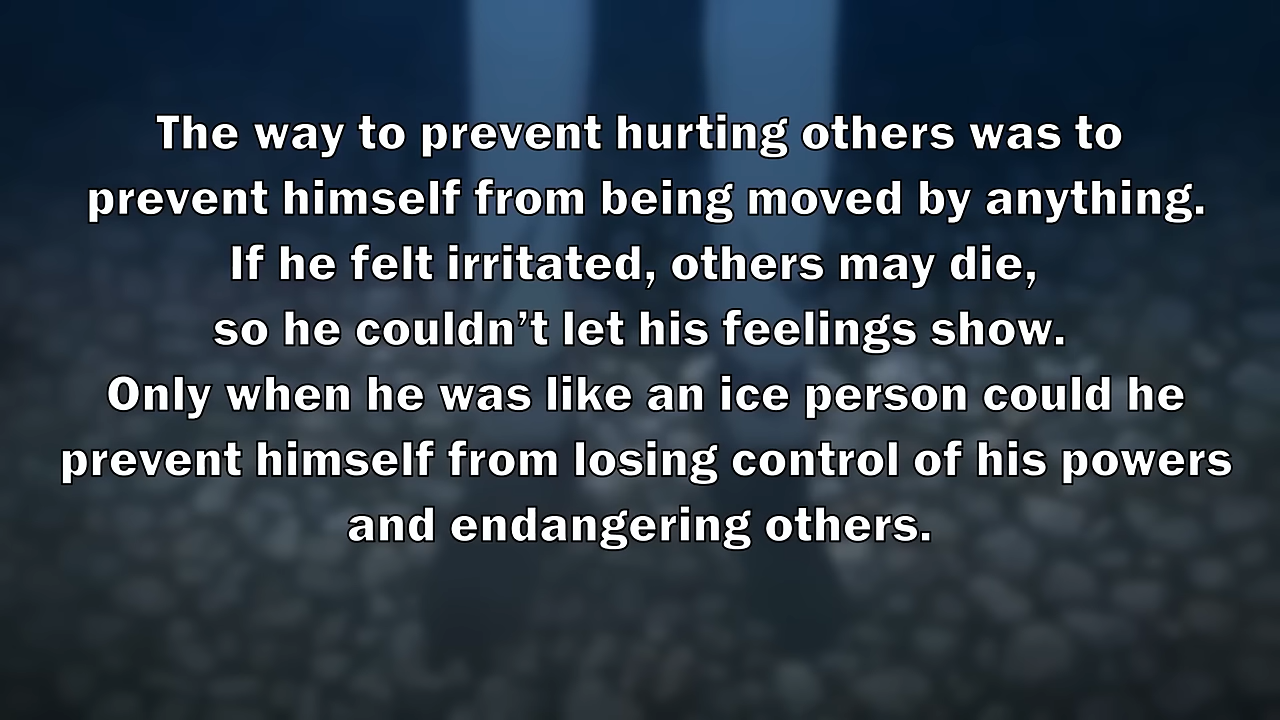 The way to prevent hurting others was to
prevent himself from being moved by anything.
If he felt irritated, others may die,
so he couldn’t let his feelings show.
Only when he was like an ice person could he
prevent himself from losing control of his powers
and endangering others.